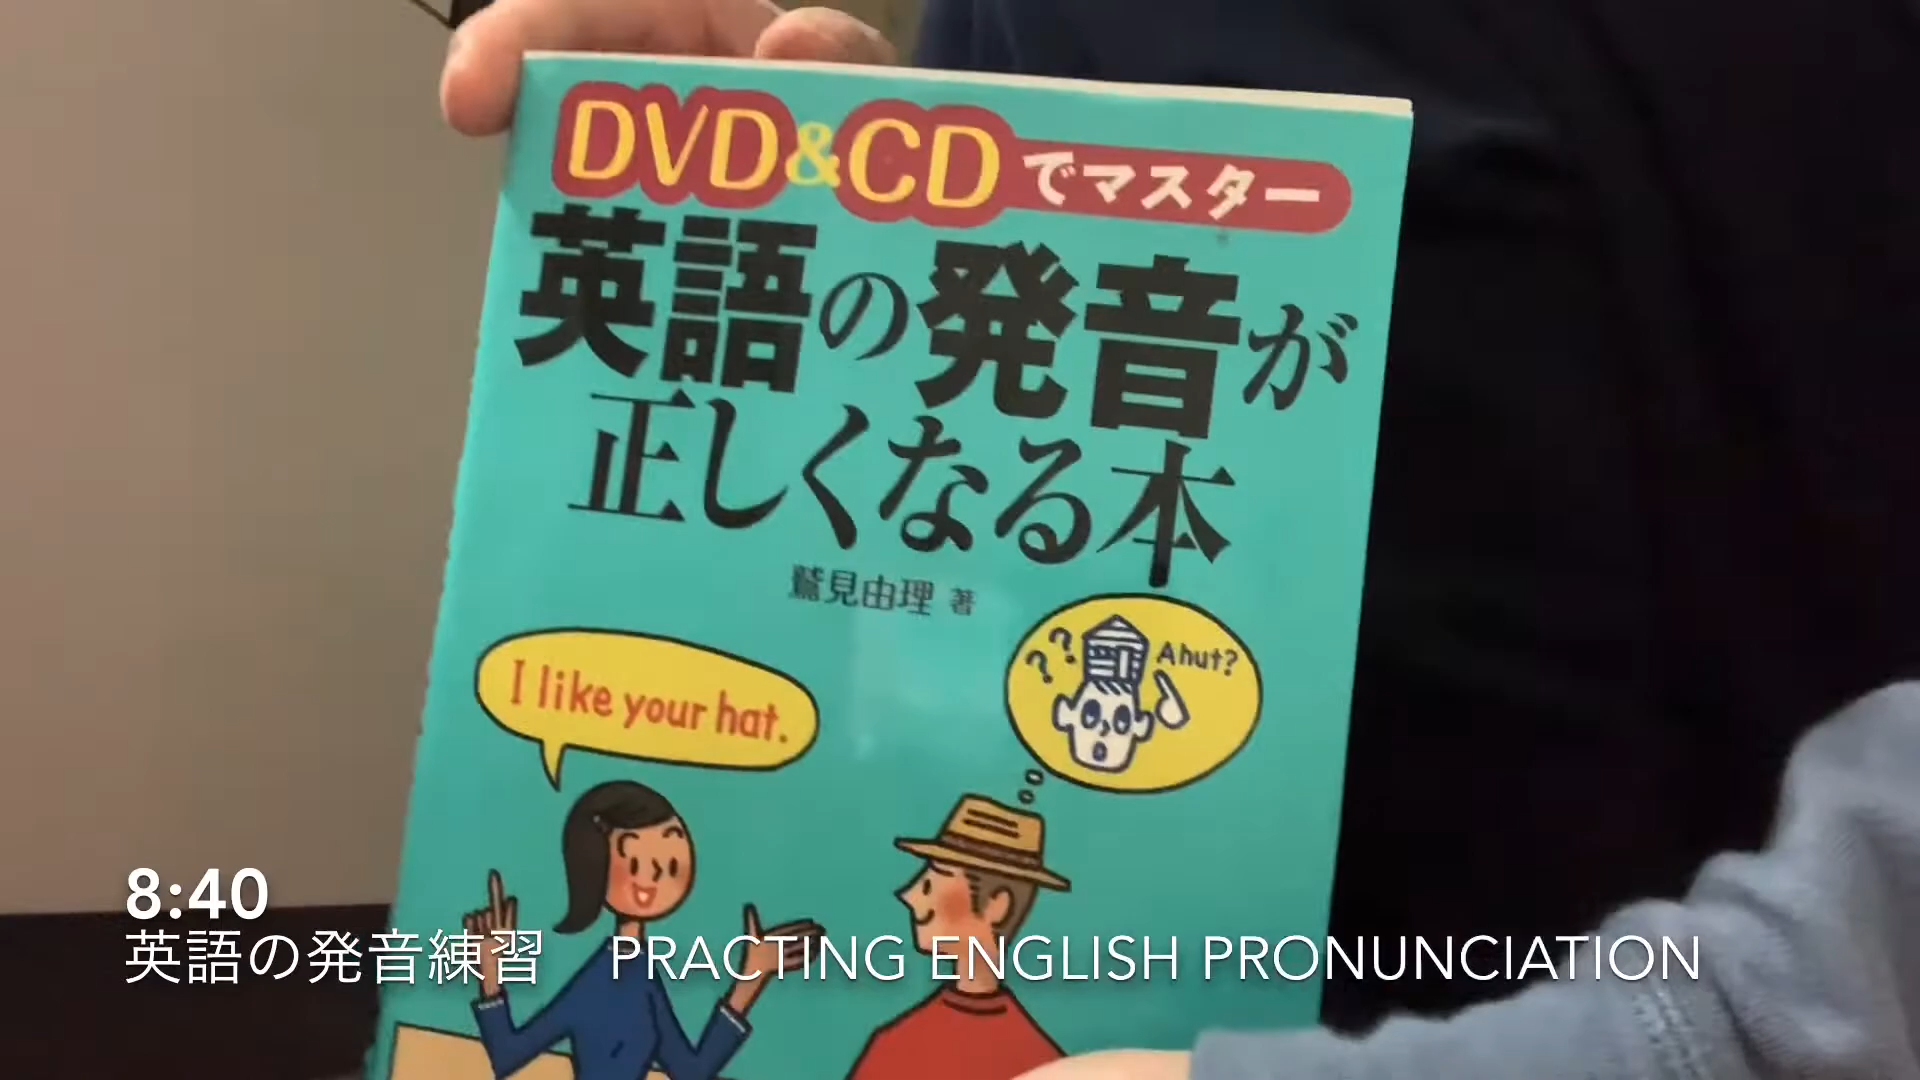 DVD&CDでマスター
英語の発音が
正しくなる本
鷲見由理 著
I like your hat.
? ?
A hut?
8:40
英語の発音練習 PRACTING ENGLISH PRONUNCIATION